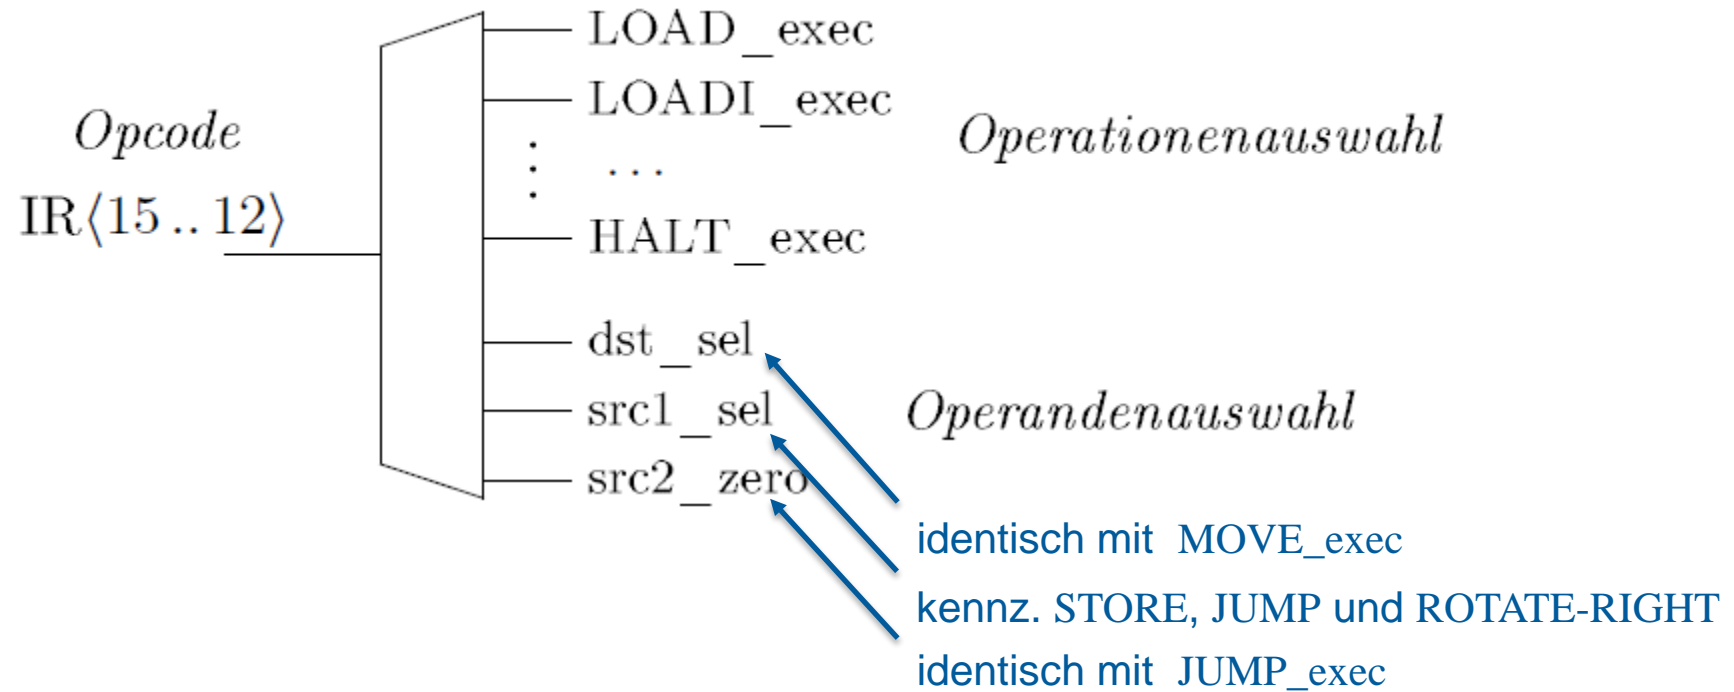 LOAD_exec
LOADI_exec
Opcode
Operationenauswahl
...
IR⟨15 .. 12⟩
HALT_exec
dst_sel
src1_sel
Operandenauswahl
src2_zero
identisch mit MOVE_exec
kennz. STORE, JUMP und ROTATE-RIGHT
identisch mit JUMP_exec